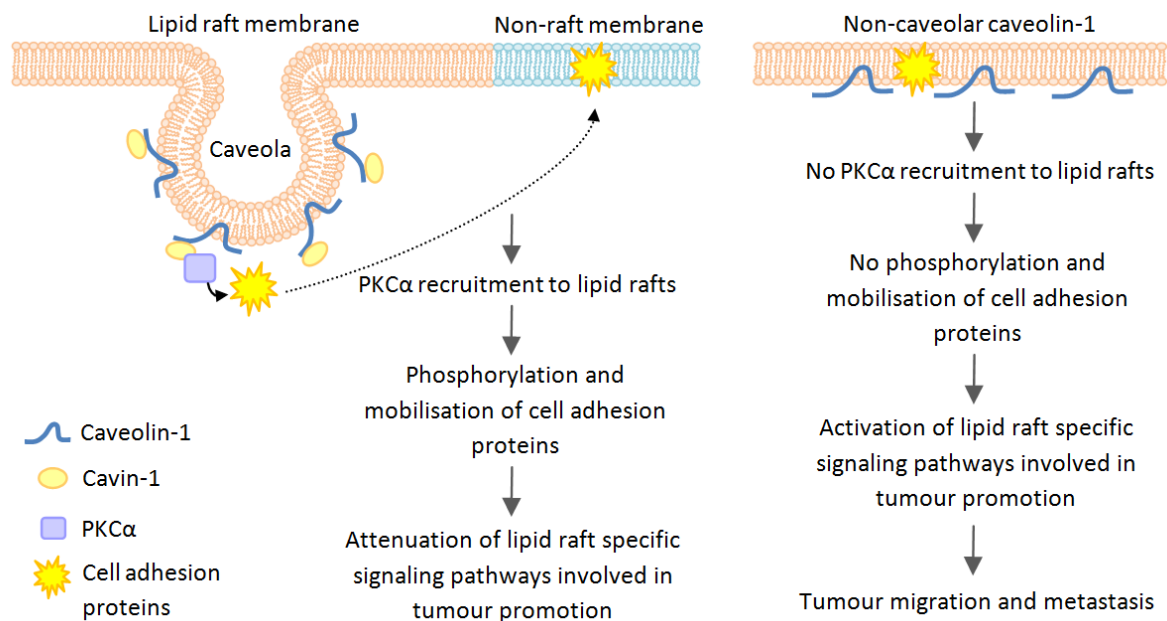 Lipid raft membrane
Non-raft membrane
Non-caveolar caveolin-1
Caveola
PKCα recruitment to lipid rafts
Phosphorylation and
mobilisation of cell adhesion
proteins
Attenuation of lipid raft specific
signaling pathways involved in
tumour promotion
No PKCα recruitment to lipid rafts
No phosphorylation and
mobilisation of cell adhesion
proteins
Activation of lipid raft specific
signaling pathways involved in
tumour promotion
Tumour migration and metastasis
Caveolin-1
Cavin-1
PKCα
Cell adhesion
proteins